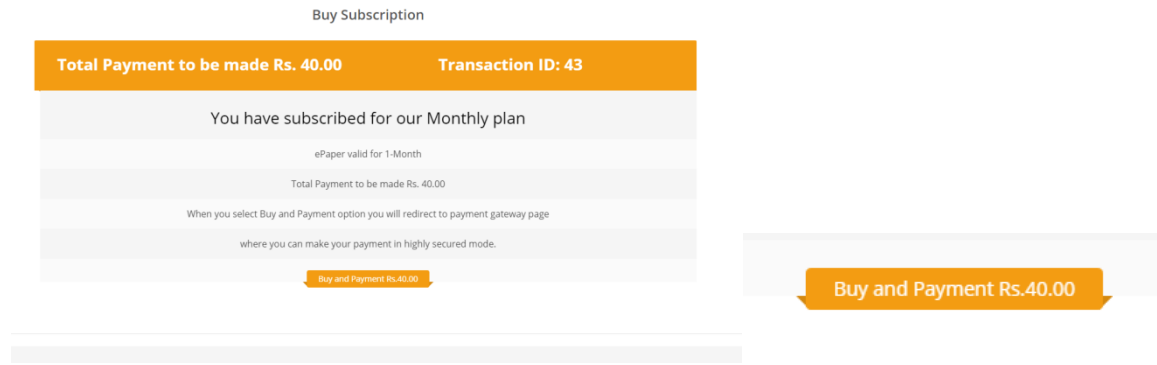 Buy Subscription
Total Payment to be made Rs. 40.00 Transaction ID: 43
You have subscribed for our Monthly plan
ePaper valid for 1-Month
Total Payment to be made Rs. 40.00
When you select Buy and Payment option you will redirect to payment gateway page
where you can make your payment in highly secured mode.
Buy and Payment Rs.40.00
Buy and Payment Rs.40.00